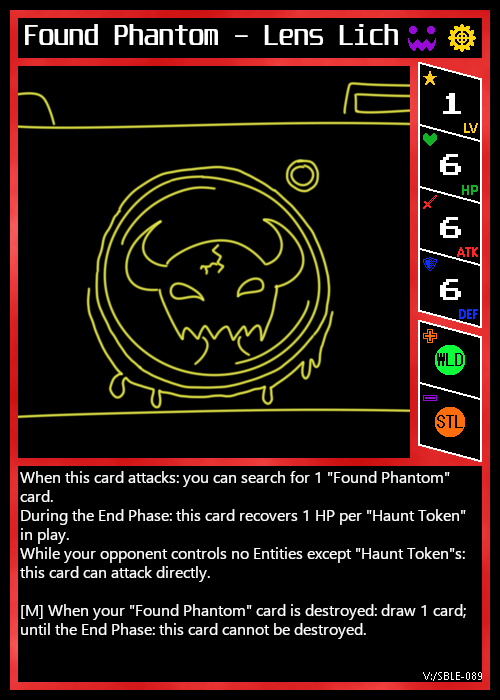 Found Phantom - Lens Lich
1
LV
6
HP
6
ATK
6
DEF
WLD
STL
When this card attacks: you can search for 1 "Found Phantom"
card.
During the End Phase: this card recovers 1 HP per "Haunt Token"
in play.
While your opponent controls no Entities except "Haunt Token"s:
this card can attack directly.
[M] When your "Found Phantom" card is destroyed: draw 1 card;
until the End Phase: this card cannot be destroyed.
V:/SBLE-089